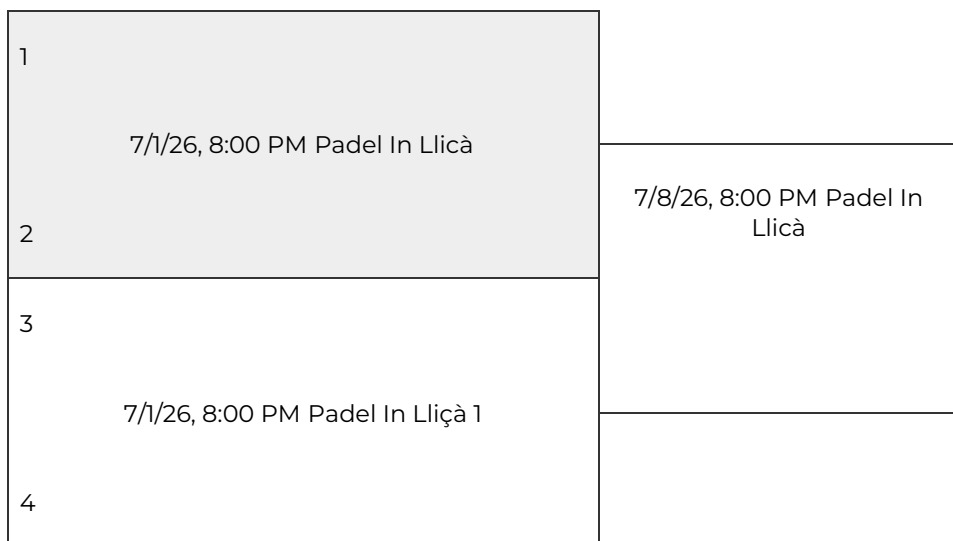 1
7/1/26, 8:00 PM Padel In Llicà
2
3
7/1/26, 8:00 PM Padel In Lliçà 1
4
7/8/26, 8:00 PM Padel In
Llicà